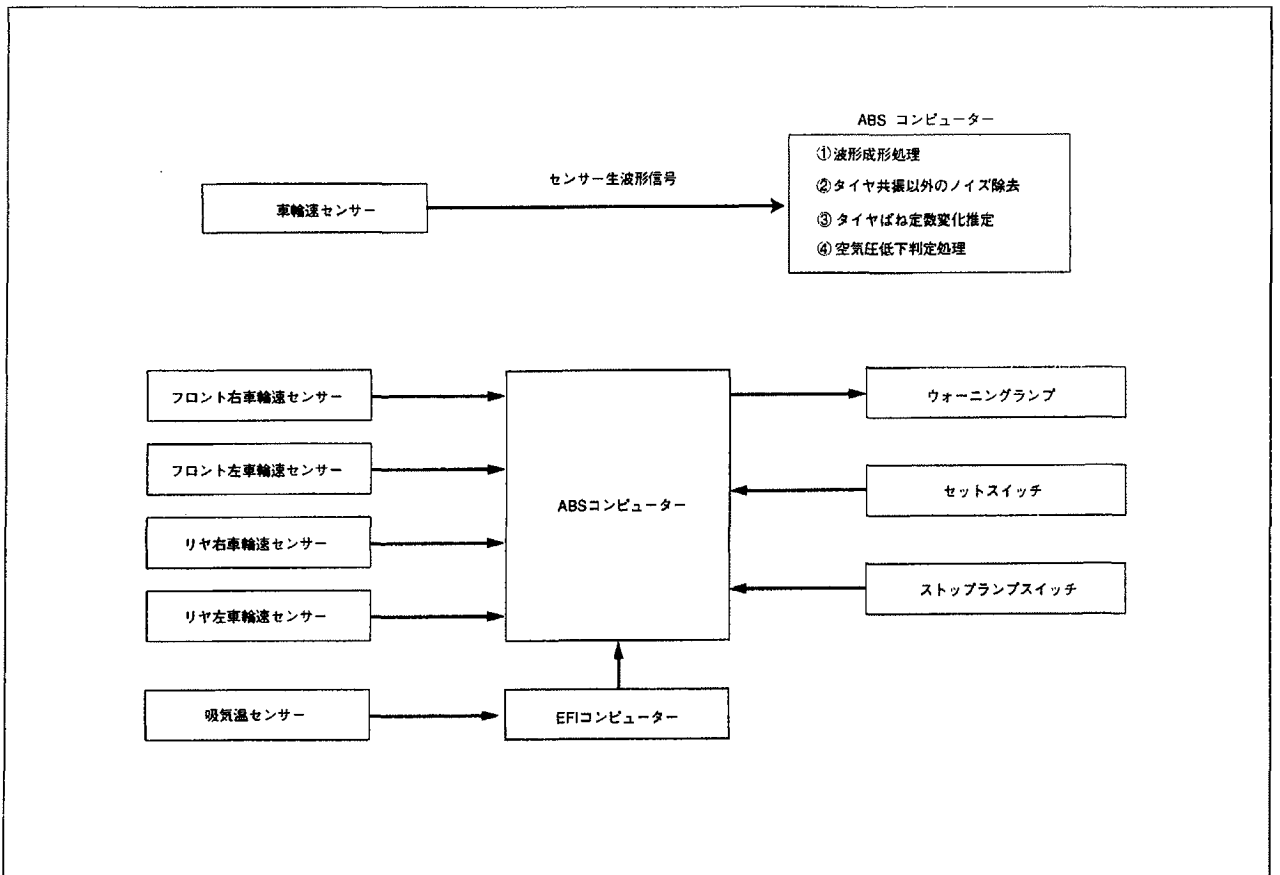 ABS コンピューター
①波形成形処理
②タイヤ共振以外のノイズ除去
③タイヤばね定数変化推定
④空気圧低下判定処理
センサー生波形信号
車輪速センサー
フロント右車輪速センサー
フロント左車輪速センサー
リヤ右車輪速センサー
リヤ左車輪速センサー
吸気温センサー
ABSコンピューター
EFIコンピューター
ウォーニングランプ
セットスイッチ
ストップランプスイッチ